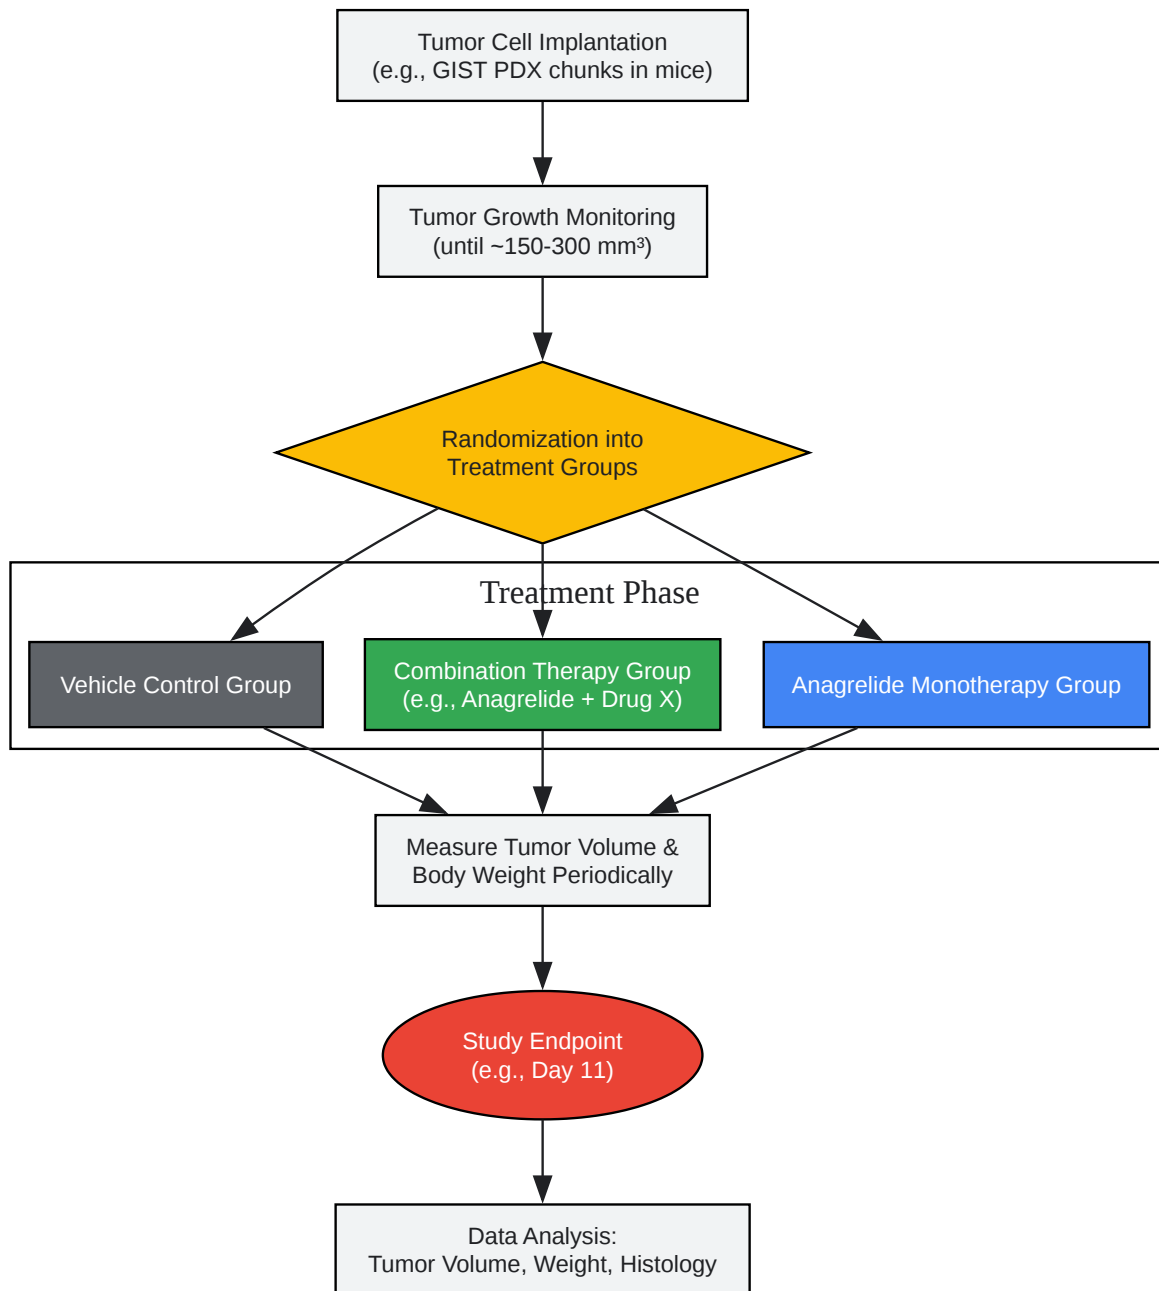 Tumor Cell Implantation
(e.g., GIST PDX chunks in mice)
Tumor Growth Monitoring
(until ~150-300 mm³)
Randomization into
Treatment Groups
Treatment Phase
Vehicle Control Group
Combination Therapy Group
(e.g., Anagrelide + Drug X)
Anagrelide Monotherapy Group
Measure Tumor Volume &
Body Weight Periodically
Study Endpoint
(e.g., Day 11)
Data Analysis:
Tumor Volume, Weight, Histology